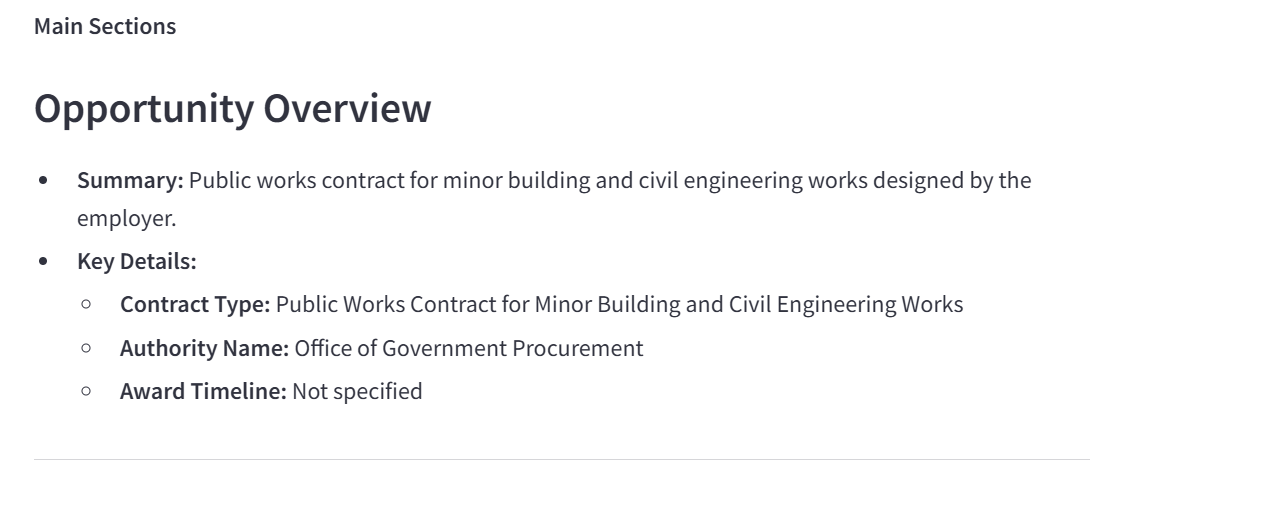 Main Sections
Opportunity Overview
Summary: Public works contract for minor building and civil engineering works designed by the
employer.
Key Details:
Contract Type: Public Works Contract for Minor Building and Civil Engineering Works
Authority Name: Office of Government Procurement
Award Timeline: Not specified